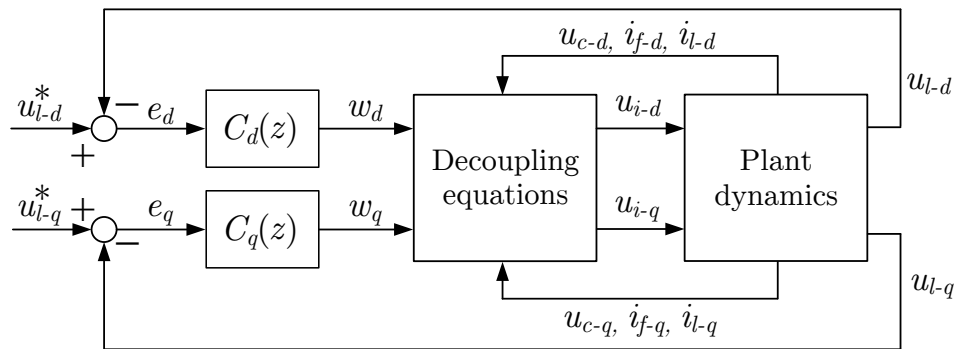 u_{c-d}, i_{f-d}, i_{l-d}
u_{l-d}
u*_{l-d}
− e_d
C_d(z)
w_d
u_{i-d}
+
Decoupling
equations
Plant
dynamics
u*_{l-q}
+
e_q
−
C_q(z)
w_q
u_{i-q}
u_{l-q}
u_{c-q}, i_{f-q}, i_{l-q}